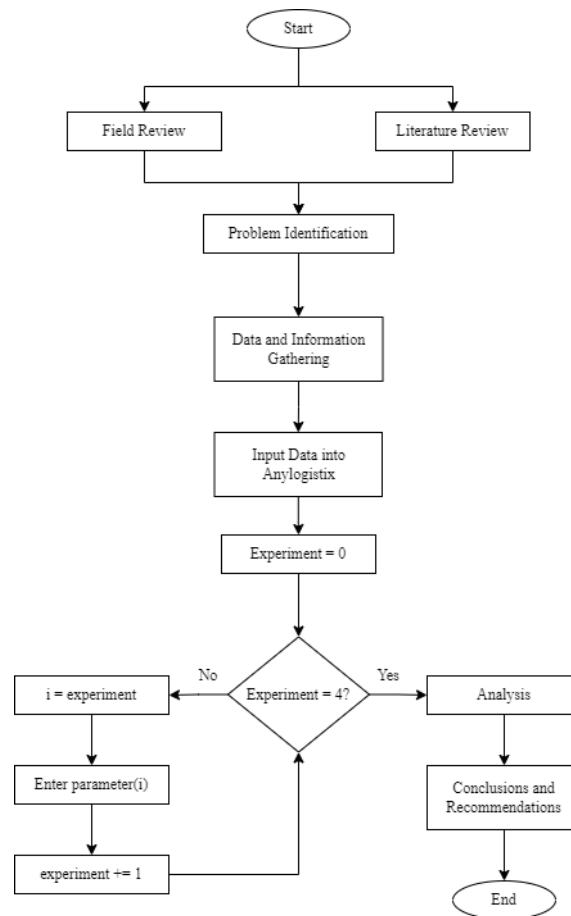 Start
Field Review
Literature Review
Problem Identification
Data and Information
Gathering
Input Data into
Anylogistix
Experiment = 0
No
Experiment = 4?
Yes
i = experiment
Analysis
Enter parameter(i)
Conclusions and
Recommendations
experiment += 1
End